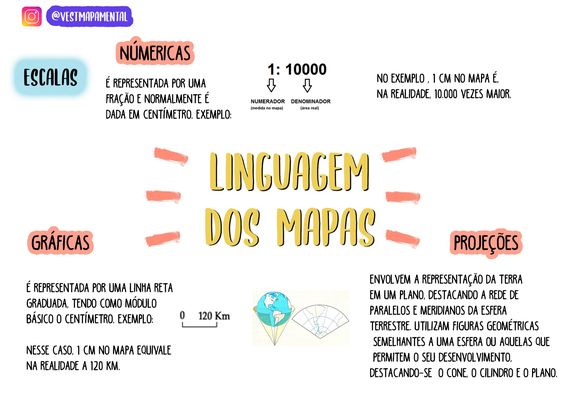 @VESTMAPAMENTAL
ESCALAS
NÚMERICAS
É REPRESENTADA POR UMA
FRAÇÃO E NORMALMENTE É
DADA EM CENTÍMETRO. EXEMPLO:
1: 10000
NUMERADOR
(medida no mapa)
DENOMINADOR
(área real)
NO EXEMPLO , 1 CM NO MAPA É,
NA REALIDADE, 10.000 VEZES MAIOR.
LINGUAGEM
DOS MAPAS
GRÁFICAS
É REPRESENTADA POR UMA LINHA RETA
GRADUADA, TENDO COMO MÓDULO
BÁSICO O CENTÍMETRO. EXEMPLO:
0 120 Km
NESSE CASO, 1 CM NO MAPA EQUIVALE
NA REALIDADE A 120 KM.
PROJEÇÕES
ENVOLVEM A REPRESENTAÇÃO DA TERRA
EM UM PLANO, DESTACANDO A REDE DE
PARALELOS E MERIDIANOS DA ESFERA
TERRESTRE. UTILIZAM FIGURAS GEOMÉTRICAS
SEMELHANTES A UMA ESFERA OU AQUELAS QUE
PERMITEM O SEU DESENVOLVIMENTO,
DESTACANDO-SE O CONE, O CILINDRO E O PLANO.